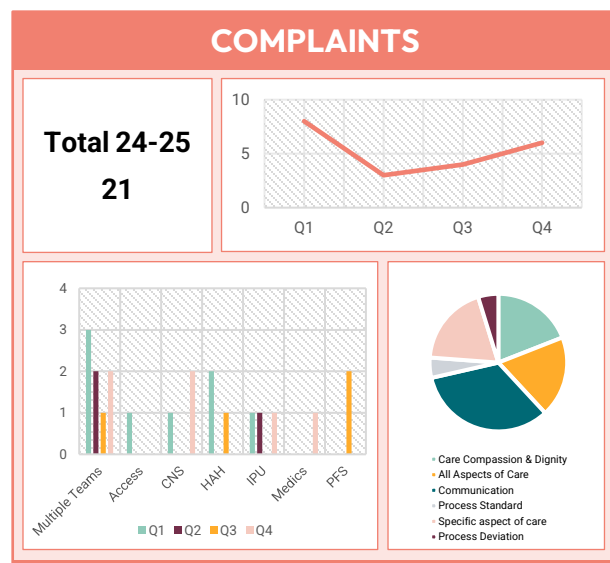 COMPLAINTS
Total 24-25
21
10
5
0
Q1 Q2 Q3 Q4
4
3
2
1
0
Multiple Teams Access CNS HAH IPU Medics PFS
Q1 Q2 Q3 Q4
Care Compassion & Dignity
All Aspects of Care
Communication
Process Standard
Specific aspect of care
Process Deviation